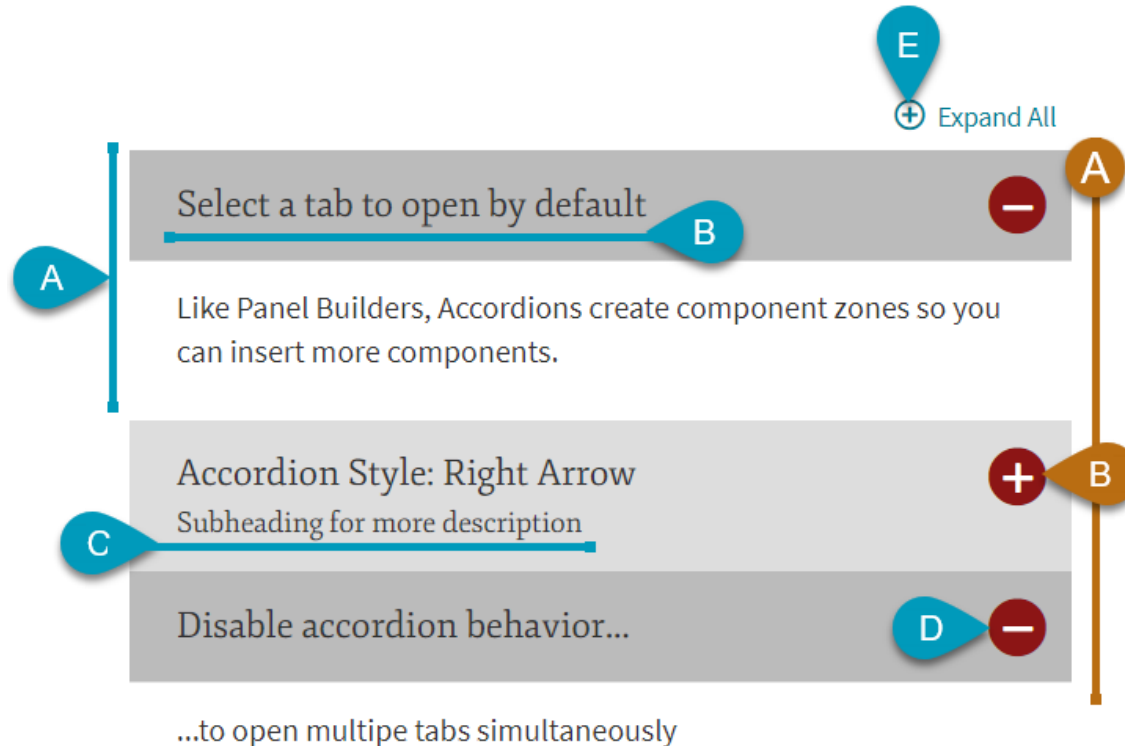 E
Expand All
A
Select a tab to open by default
B
A
Like Panel Builders, Accordions create component zones so you
can insert more components.
Accordion Style: Right Arrow
B
Subheading for more description
C
Disable accordion behavior...
D
...to open multipe tabs simultaneously